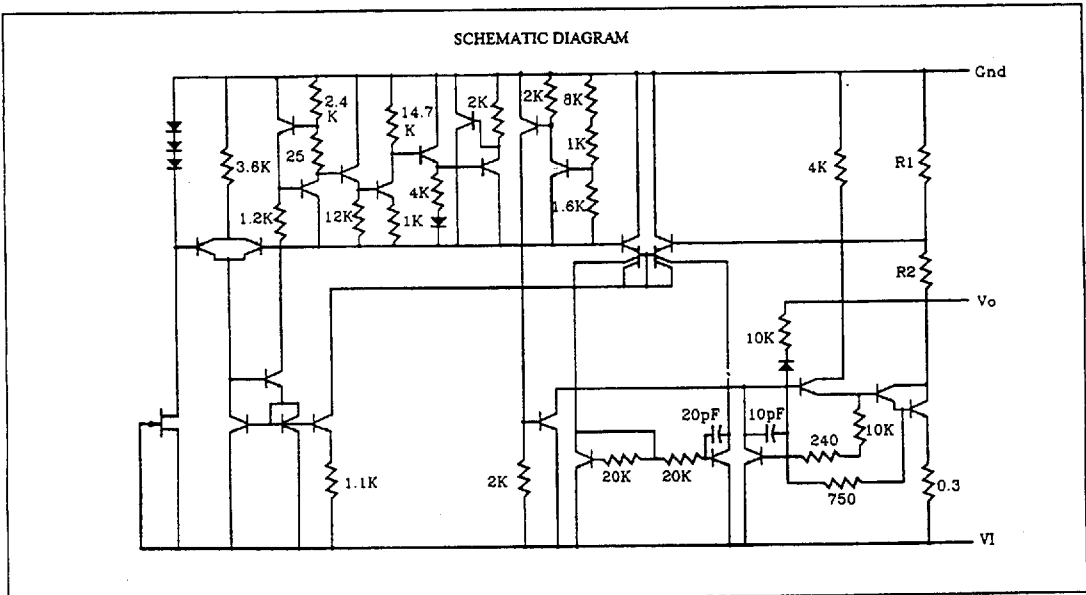 SCHEMATIC DIAGRAM
Gnd
2.4
K
14.7
K
2K
2K
8K
25
1K
4K
R1
3.6K
4K
1.2K
12K
1K
1.6K
R2
Vo
10K
20pF
10pF
10K
240
20K
20K
1.1K
2K
750
0.3
VI